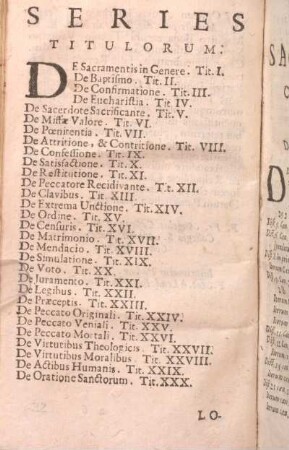 SERIES
TITULORUM.
DE Sacramentis in Genere. Tit. I.
De Baptismo. Tit. II.
De Confirmatione. Tit. III.
De Eucharistia. Tit. IV.
De Sacerdote Sacrificante. Tit. V.
De Missæ Valore. Tit. VI.
De Pœnitentia. Tit. VII.
De Attritione, & Contritione. Tit. VIII.
De Confessione. Tit. IX.
De Satisfactione. Tit. X.
De Restitutione. Tit. XI.
De Peccatore Recidivante. Tit. XII.
De Clavibus. Tit. XIII.
De Extrema Unctione. Tit. XIV.
De Ordine. Tit. XV.
De Censuris. Tit. XVI.
De Matrimonio. Tit. XVII.
De Mendacio. Tit. XVIII.
De Simulatione. Tit. XIX.
De Voto. Tit. XX.
De Juramento. Tit. XXI.
De Legibus. Tit. XXII.
De Præceptis. Tit. XXIII.
De Peccato Originali. Tit. XXIV.
De Peccato Veniali. Tit. XXV.
De Peccato Mortali. Tit. XXVI.
De Virtutibus Theologicis. Tit. XXVII.
De Virtutibus Moralibus. Tit. XXVIII.
De Actibus Humanis. Tit. XXIX.
De Oratione Sanctorum. Tit. XXX.
LO-